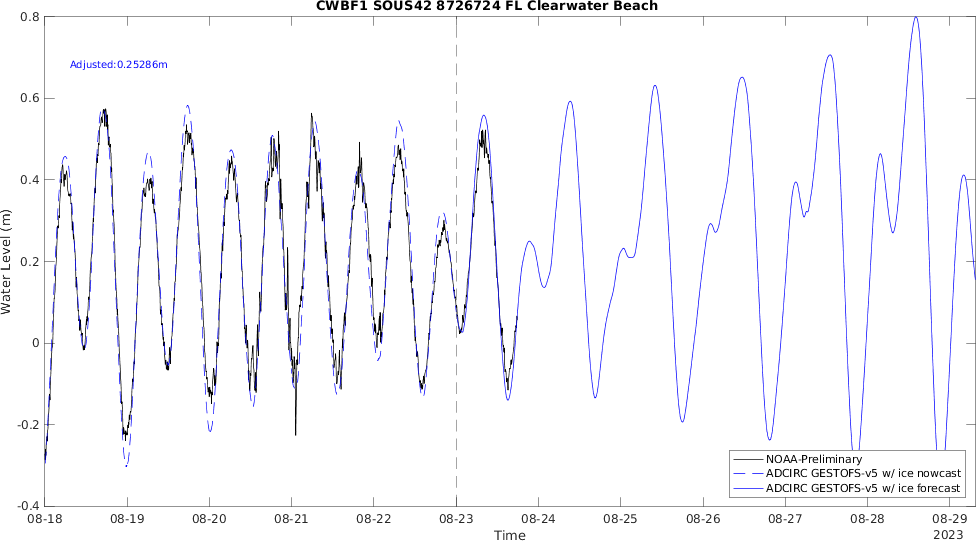 CWBF1 SOUS42 8726724 FL Clearwater Beach
Adjusted:0.25286m
Water Level (m)
0.8
0.6
0.4
0.2
0
-0.2
-0.4
NOAA-Preliminary
ADCIRC GESTOFS-v5 w/ ice nowcast
ADCIRC GESTOFS-v5 w/ ice forecast
08-18 08-19 08-20 08-21 08-22 08-23 08-24 08-25 08-26 08-27 08-28 08-29
2023
Time